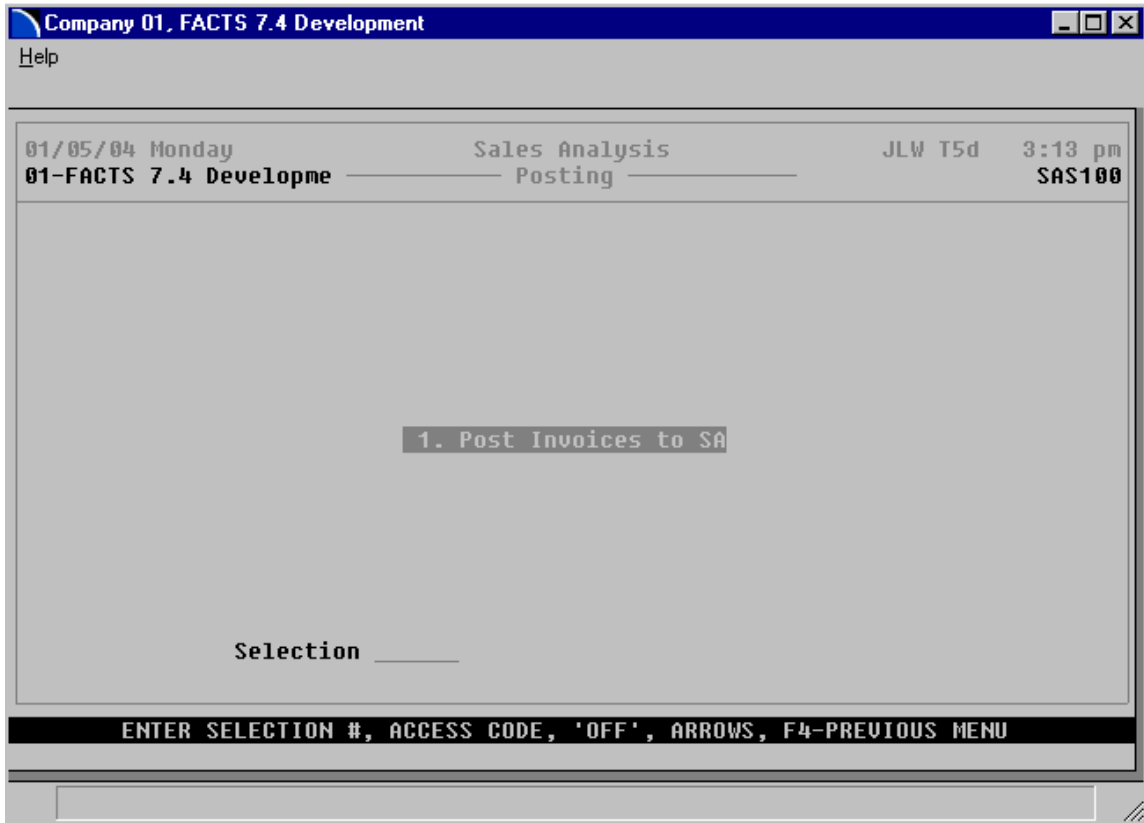 Company 01, FACTS 7.4 Development
Help
01/05/04 Monday Sales Analysis JLW T5d 3:13 pm
01-FACTS 7.4 Developme Posting SAS100
1. Post Invoices to SA
Selection ______
ENTER SELECTION #, ACCESS CODE, 'OFF', ARROWS, F4-PREVIOUS MENU